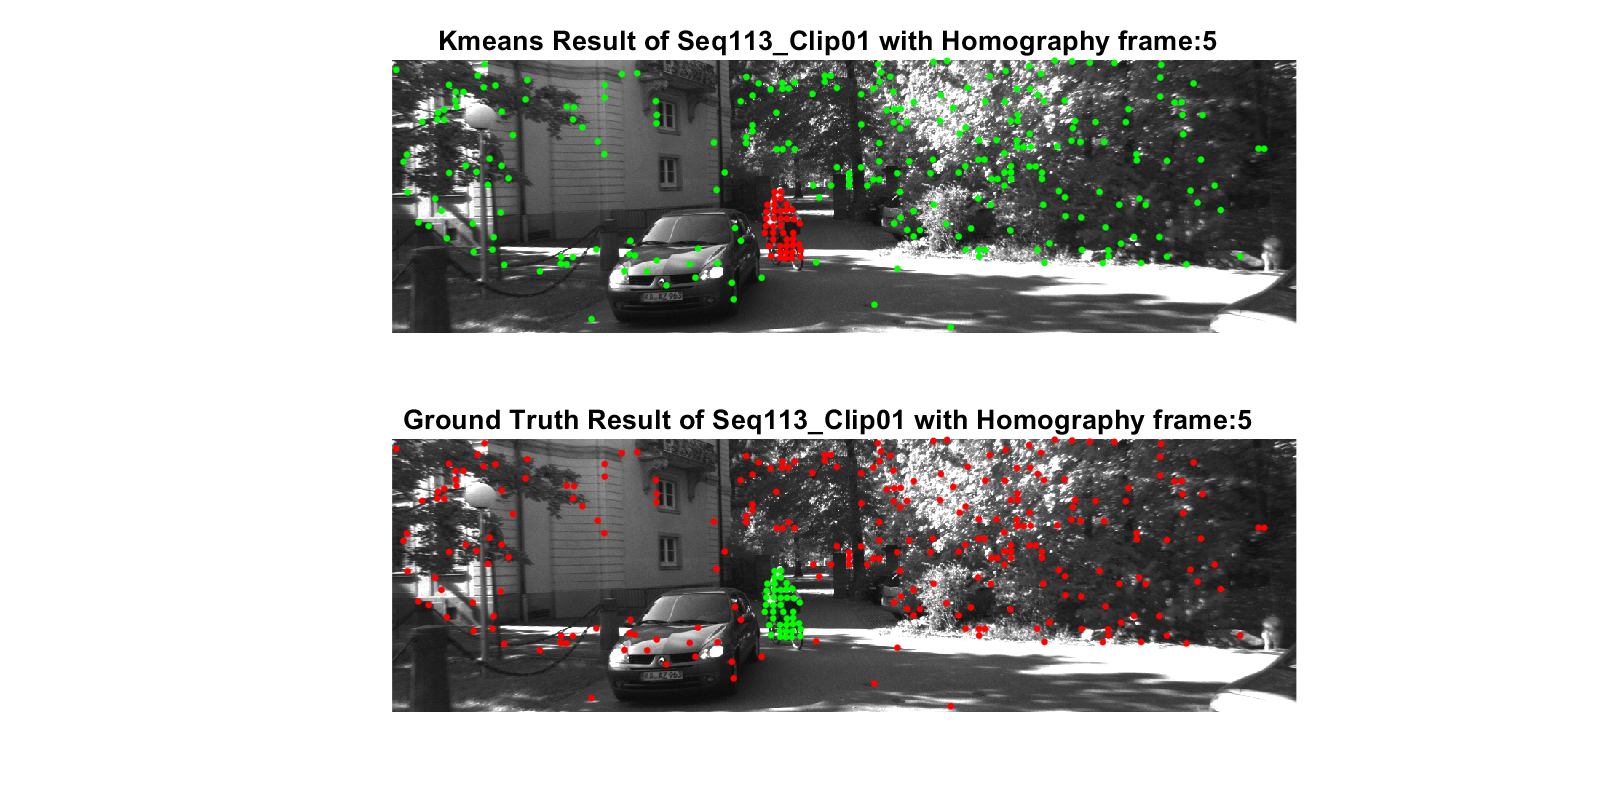 Kmeans Result of Seq113_Clip01 with Homography frame:5
Ground Truth Result of Seq113_Clip01 with Homography frame:5